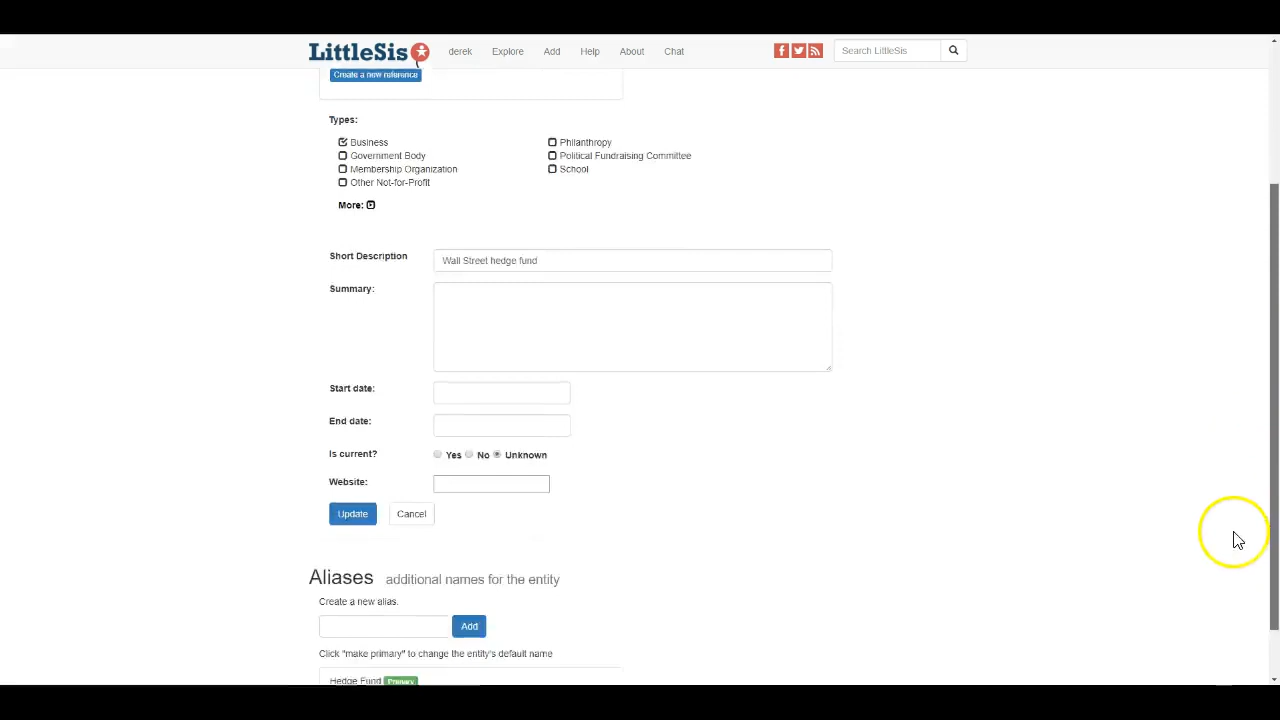 LittleSis derek Explore Add Help About Chat Search LittleSis
Create a new reference
Types:
Business Philanthropy
Government Body Political Fundraising Committee
Membership Organization School
Other Not-for-Profit
More:
Short Description Wall Street hedge fund
Summary:
Start date:
End date:
Is current? Yes No Unknown
Website:
Update Cancel
Aliases additional names for the entity
Create a new alias.
Add
Click "make primary" to change the entity's default name
Hedge Fund Primary